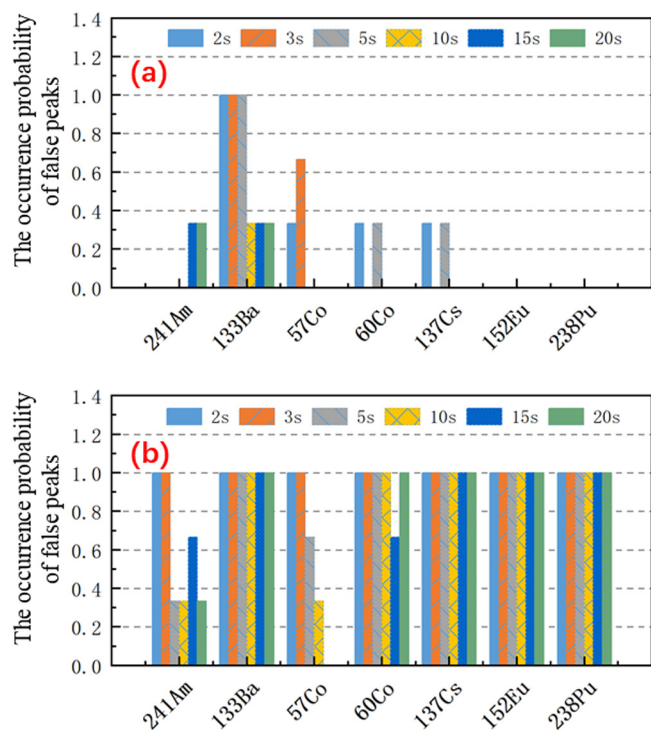 The occurrence probability
of false peaks
1.4
1.2
1.0
0.8
0.6
0.4
0.2
0.0
2s 3s 5s 10s 15s 20s
(a)
241Am 133Ba 57Co 60Co 137Cs 152Eu 238Pu
The occurrence probability
of false peaks
1.4
1.2
1.0
0.8
0.6
0.4
0.2
0.0
2s 3s 5s 10s 15s 20s
(b)
241Am 133Ba 57Co 60Co 137Cs 152Eu 238Pu